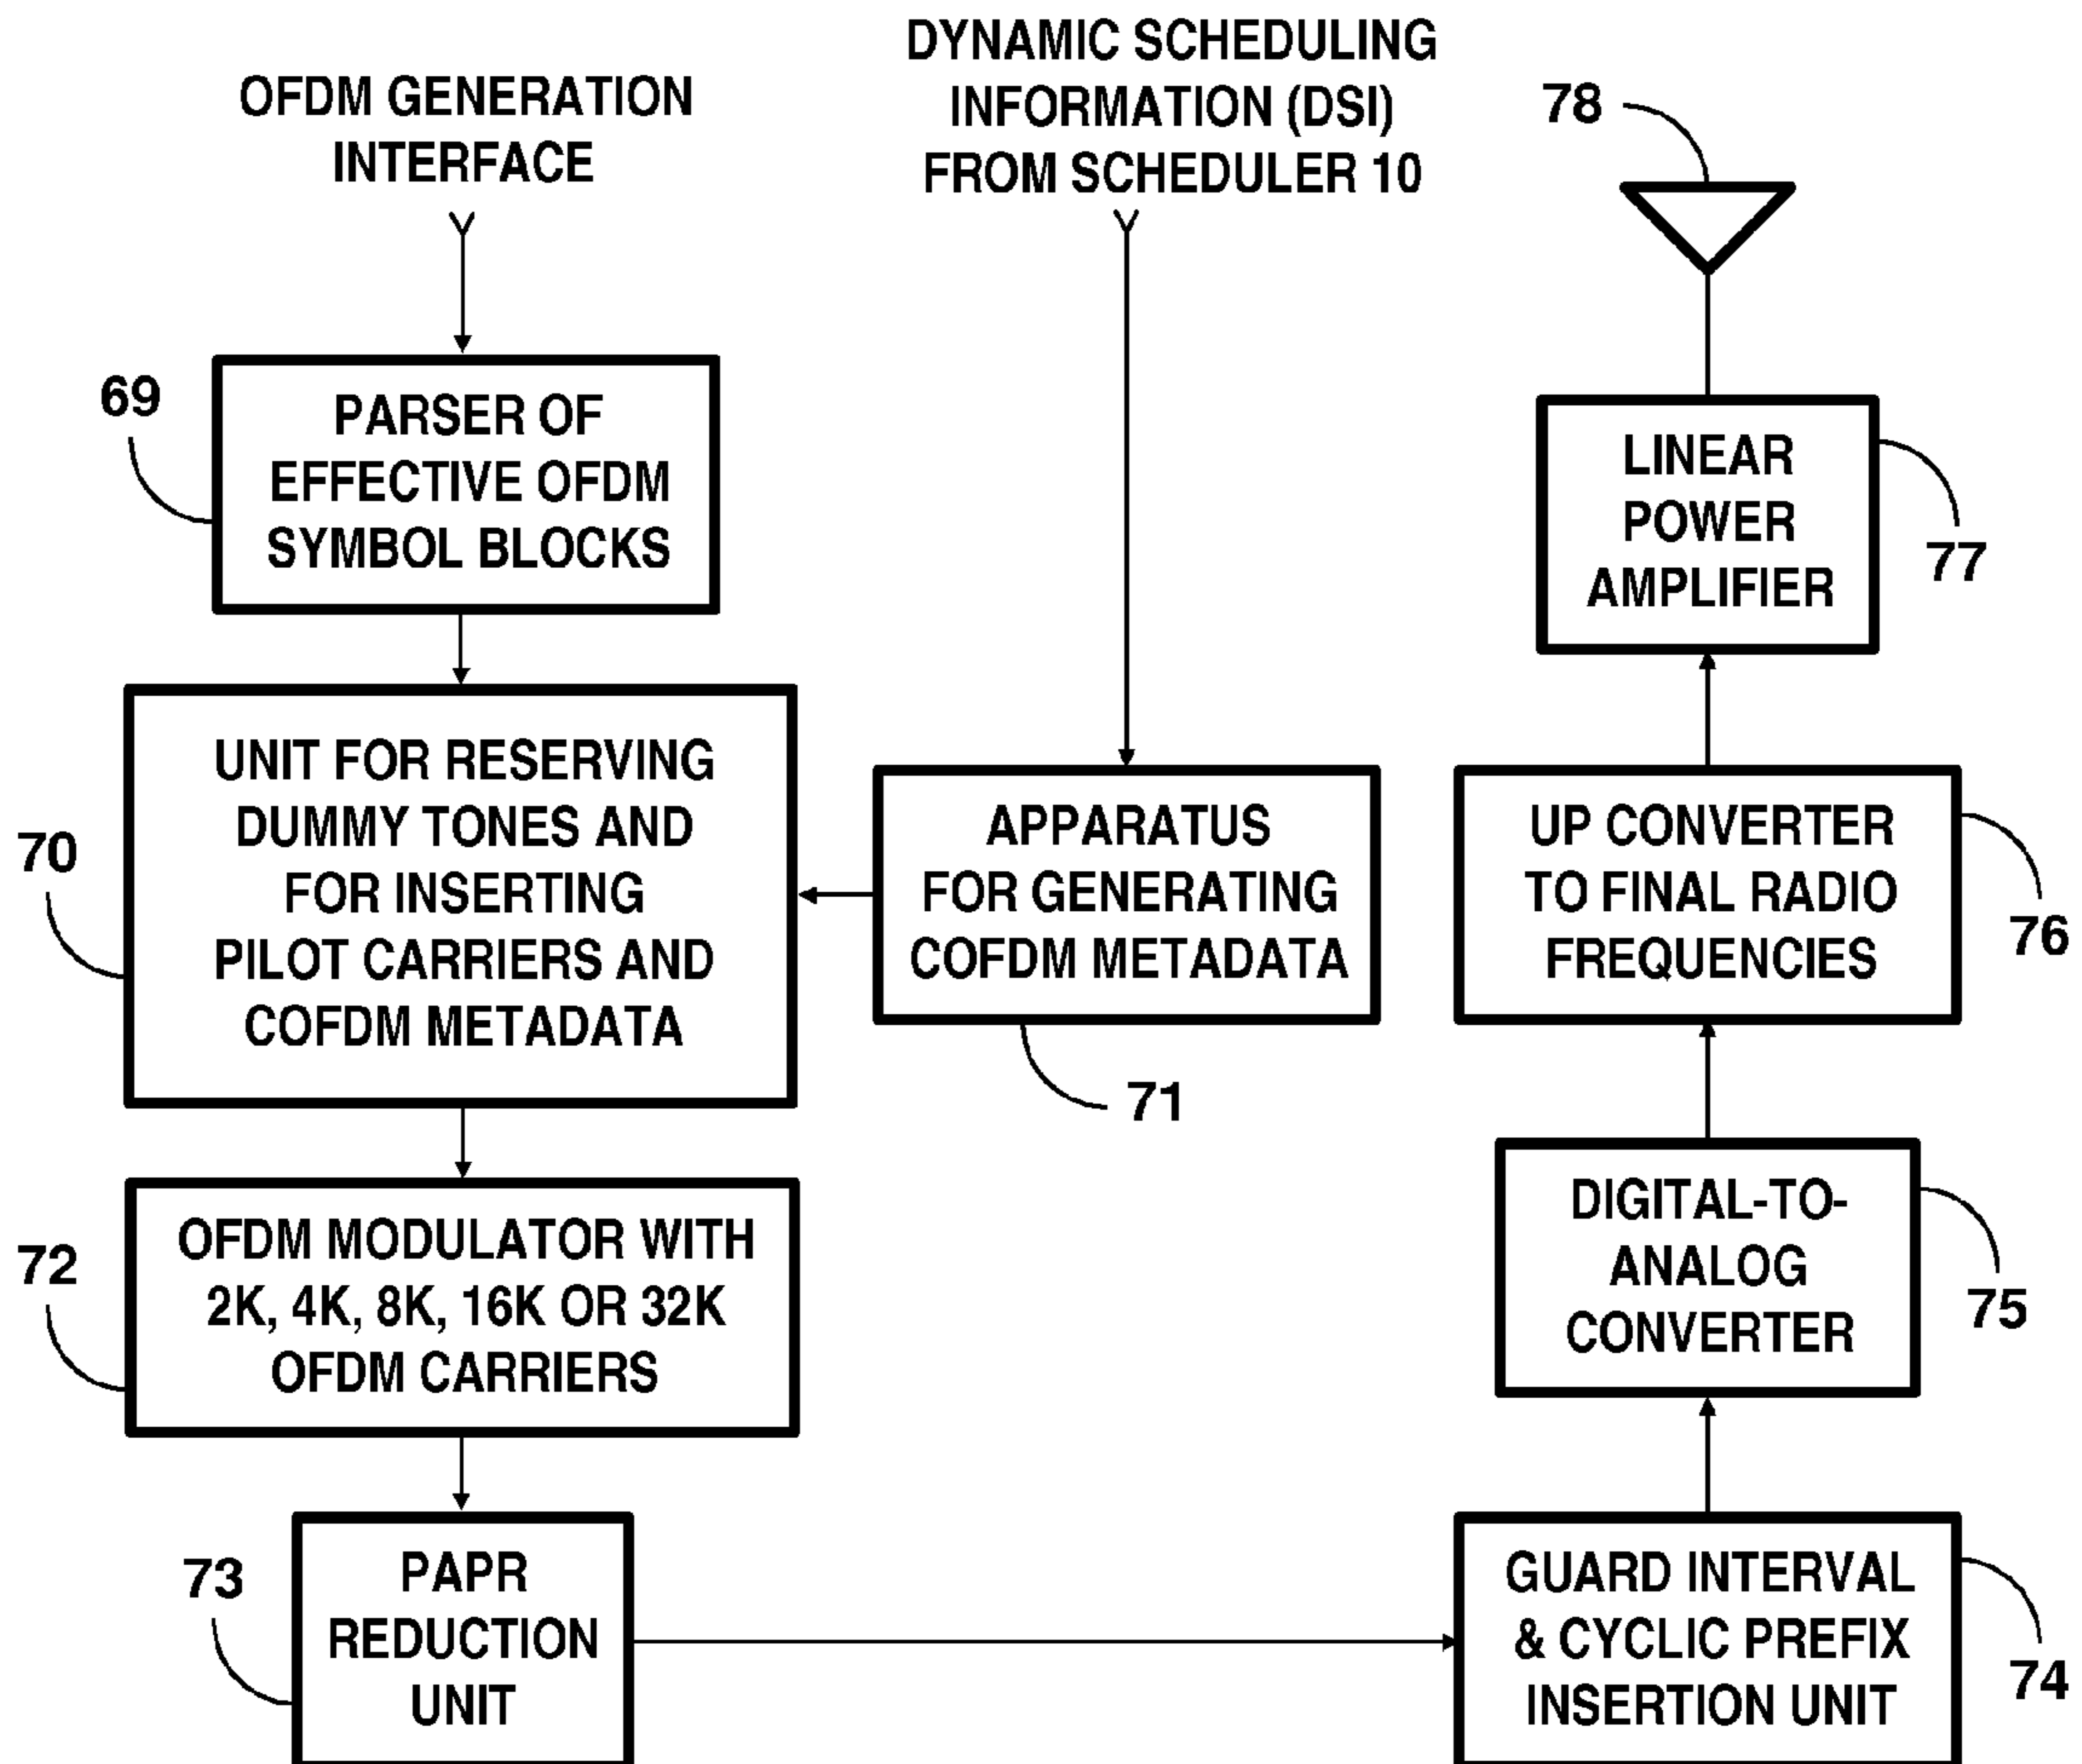 OFDM GENERATION
INTERFACE
DYNAMIC SCHEDULING
INFORMATION (DSI)
FROM SCHEDULER 10
78
69
PARSER OF
EFFECTIVE OFDM
SYMBOL BLOCKS
LINEAR
POWER
AMPLIFIER
77
70
UNIT FOR RESERVING
DUMMY TONES AND
FOR INSERTING
PILOT CARRIERS AND
COFDM METADATA
APPARATUS
FOR GENERATING
COFDM METADATA
71
UP CONVERTER
TO FINAL RADIO
FREQUENCIES
76
72
OFDM MODULATOR WITH
2K, 4K, 8K, 16K OR 32K
OFDM CARRIERS
DIGITAL-TO-
ANALOG
CONVERTER
75
73
PAPR
REDUCTION
UNIT
GUARD INTERVAL
& CYCLIC PREFIX
INSERTION UNIT
74